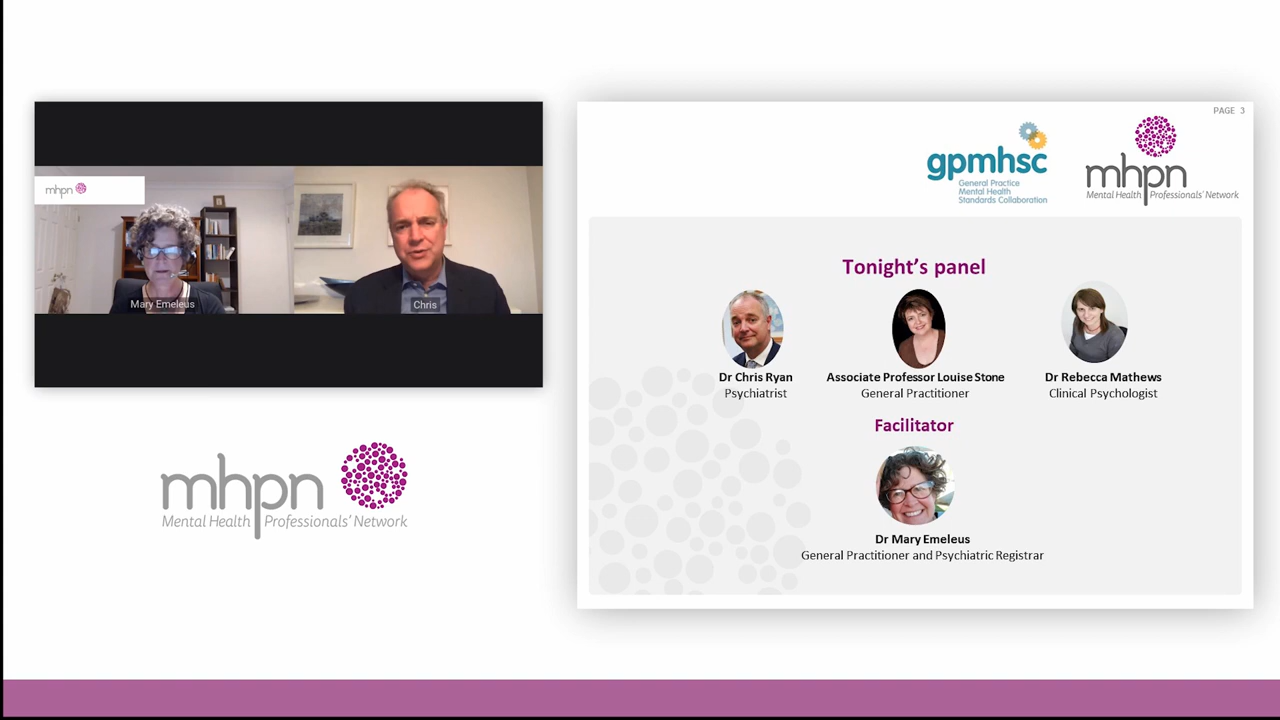 mhpn
Mary Emeleus
Chris
mhpn
Mental Health Professionals' Network
PAGE 3
gpmhsc
General Practice
Mental Health
Standards Collaboration
mhpn
Mental Health Professionals' Network
Tonight's panel
Dr Chris Ryan
Psychiatrist
Associate Professor Louise Stone
General Practitioner
Dr Rebecca Mathews
Clinical Psychologist
Facilitator
Dr Mary Emeleus
General Practitioner and Psychiatric Registrar